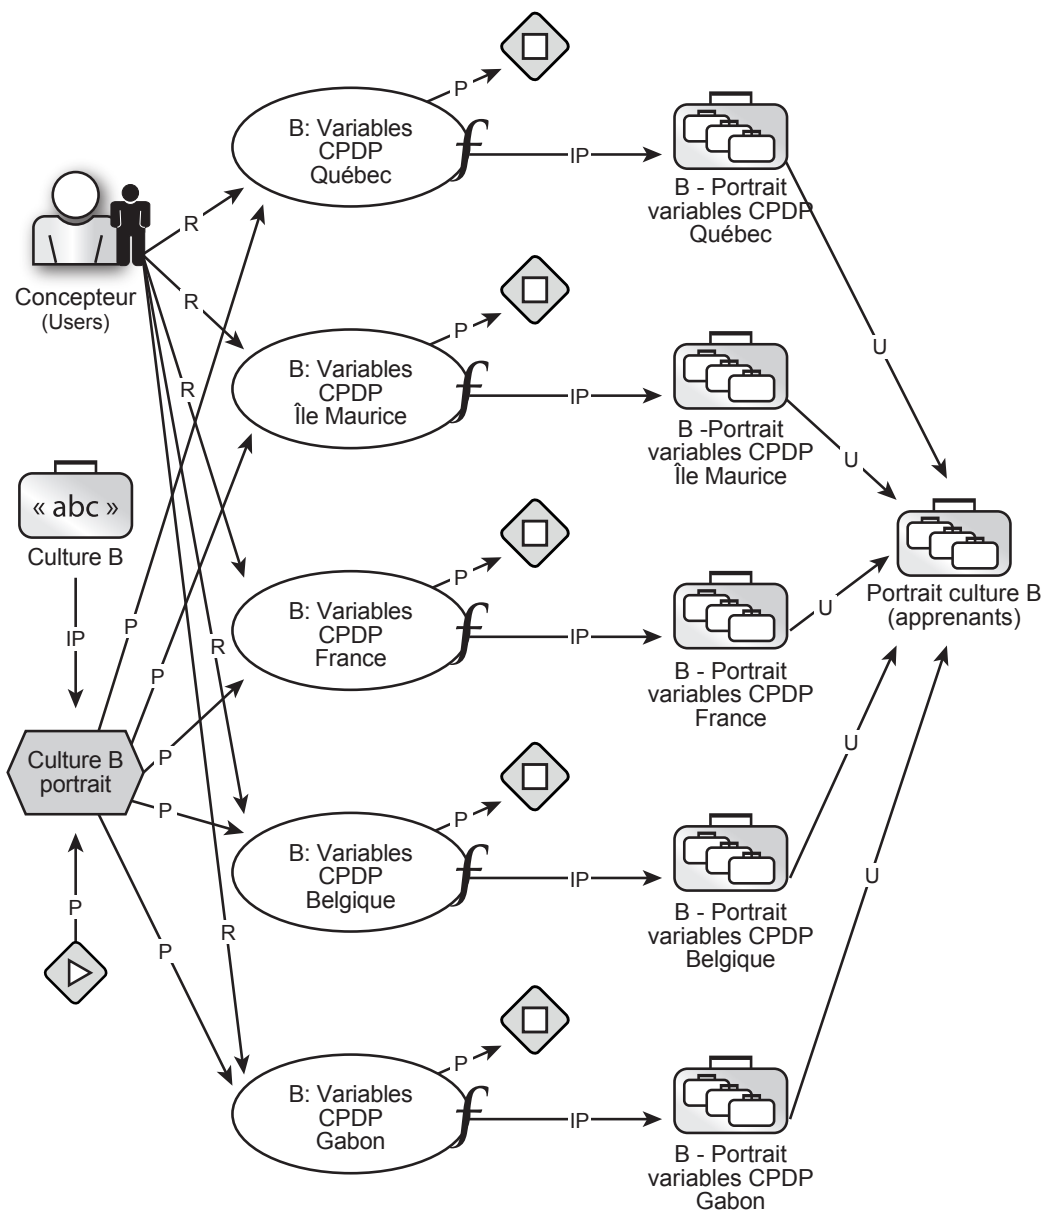 P
B: Variables
CPDP
Québec
IP
B - Portrait
variables CPDP
Québec
R
Concepteur
(Users)
R
P
B: Variables
CPDP
Île Maurice
IP
B -Portrait
variables CPDP
Île Maurice
U
U
R
« abc »
Culture B
IP
P
B: Variables
CPDP
France
IP
B - Portrait
variables CPDP
France
U
Portrait culture B
(apprenants)
P
R
P
P
Culture B
portrait
P
P
B: Variables
CPDP
Belgique
IP
B - Portrait
variables CPDP
Belgique
U
U
P
R
P
P
B: Variables
CPDP
Gabon
IP
B - Portrait
variables CPDP
Gabon